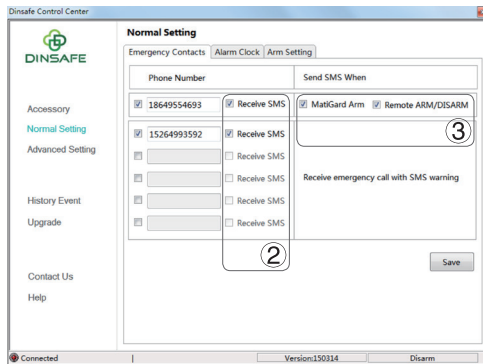 Dinsafe Control Center
DINSAFE
Accessory
Normal Setting
Advanced Setting
History Event
Upgrade
Contact Us
Help
Normal Setting
Emergency Contacts Alarm Clock Arm Setting
Phone Number Send SMS When
18649554693 Receive SMS MatiGard Arm Remote ARM/DISARM
③
15264993592 Receive SMS
Receive SMS
Receive SMS Receive emergency call with SMS warning
Receive SMS
Receive SMS
②
Save
Connected Version:150314 Disarm